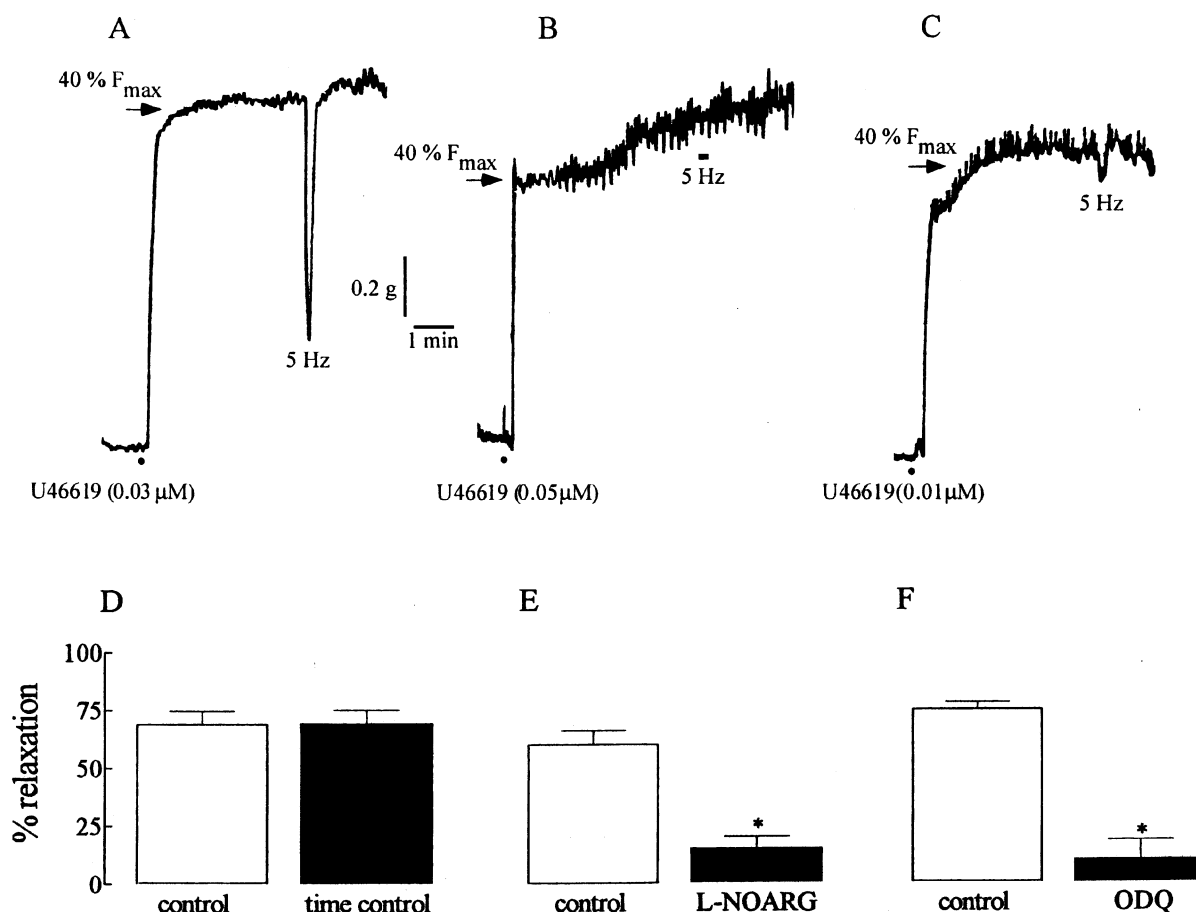 A
B
C
40 % Fmax
40 % Fmax
40 % Fmax
5 Hz
5 Hz
5 Hz
0.2 g
1 min
U46619 (0.03 µM)
U46619 (0.05µM)
U46619(0.01µM)
D
E
F
% relaxation
100
75
50
25
0
*
*
control
time control
control
L-NOARG
control
ODQ